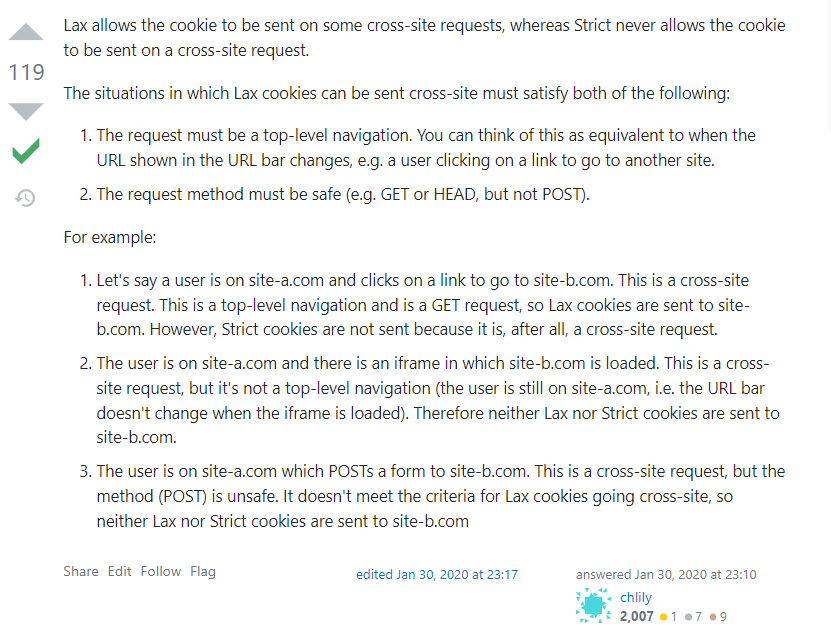 Lax allows the cookie to be sent on some cross-site requests, whereas Strict never allows the cookie
to be sent on a cross-site request.
119
The situations in which Lax cookies can be sent cross-site must satisfy both of the following:
1. The request must be a top-level navigation. You can think of this as equivalent to when the
URL shown in the URL bar changes, e.g. a user clicking on a link to go to another site.
2. The request method must be safe (e.g. GET or HEAD, but not POST).
For example:
1. Let's say a user is on site-a.com and clicks on a link to go to site-b.com. This is a cross-site
request. This is a top-level navigation and is a GET request, so Lax cookies are sent to site-
b.com. However, Strict cookies are not sent because it is, after all, a cross-site request.
2. The user is on site-a.com and there is an iframe in which site-b.com is loaded. This is a cross-
site request, but it's not a top-level navigation (the user is still on site-a.com, i.e. the URL bar
doesn't change when the iframe is loaded). Therefore neither Lax nor Strict cookies are sent to
site-b.com.
3. The user is on site-a.com which POSTs a form to site-b.com. This is a cross-site request, but the
method (POST) is unsafe. It doesn't meet the criteria for Lax cookies going cross-site, so
neither Lax nor Strict cookies are sent to site-b.com
Share Edit Follow Flag
edited Jan 30, 2020 at 23:17
answered Jan 30, 2020 at 23:10
chlily
2,007 1 7 9